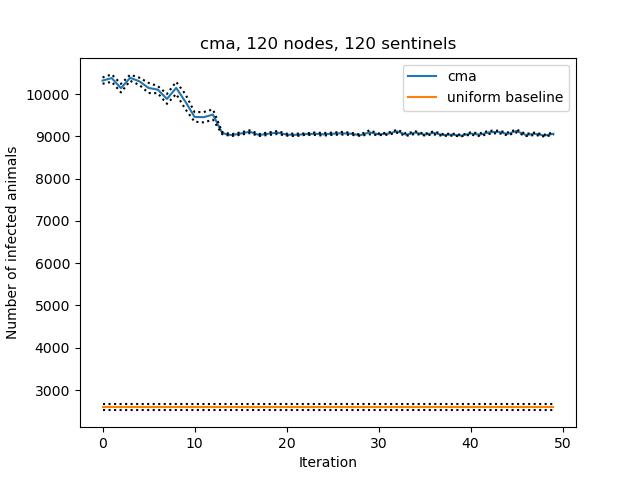 cma, 120 nodes, 120 sentinels
cma
uniform baseline
Number of infected animals
10000
9000
8000
7000
6000
5000
4000
3000
0 10 20 30 40 50
Iteration